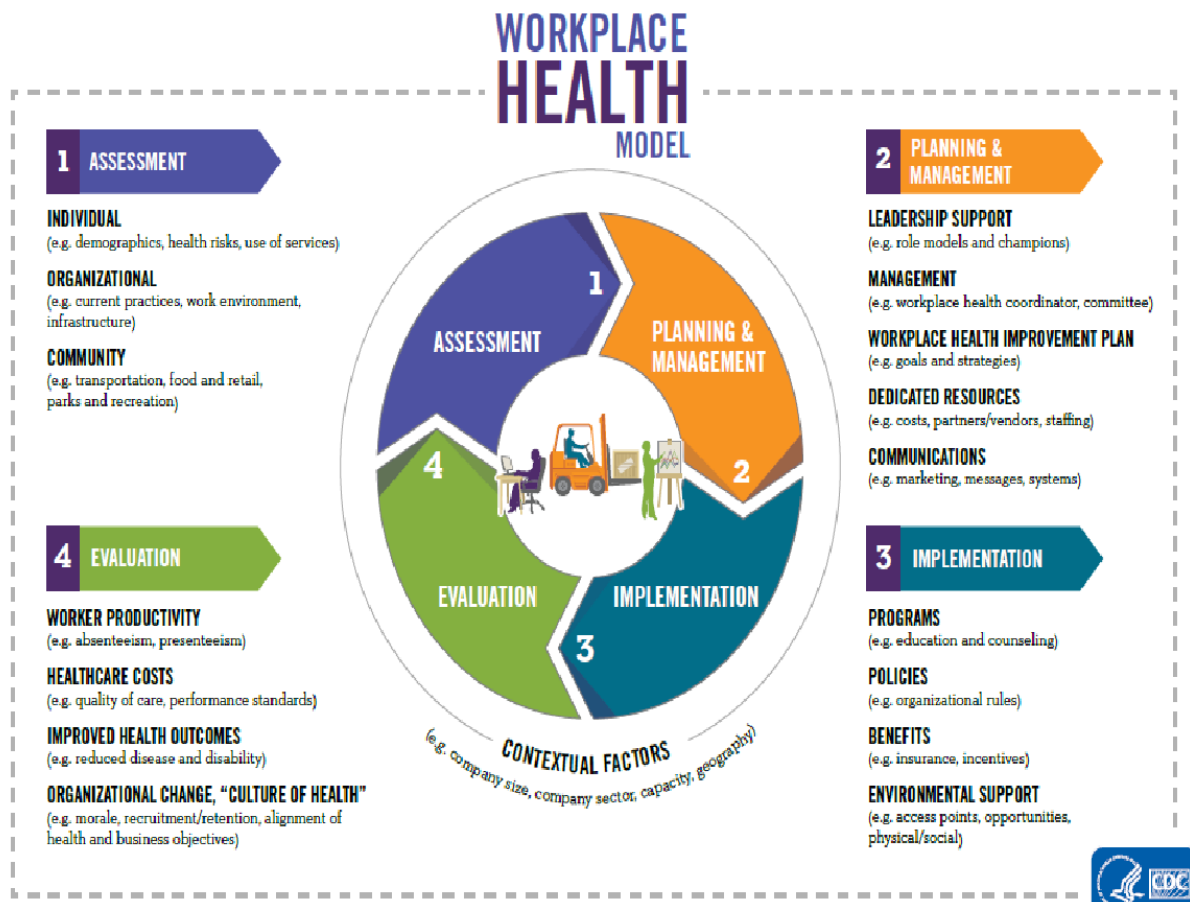 WORKPLACE
HEALTH
MODEL
1 ASSESSMENT
INDIVIDUAL
(e.g. demographics, health risks, use of services)
ORGANIZATIONAL
(e.g. current practices, work environment,
infrastructure)
COMMUNITY
(e.g. transportation, food and retail,
parks and recreation)
2 PLANNING &
MANAGEMENT
LEADERSHIP SUPPORT
(e.g. role models and champions)
MANAGEMENT
(e.g. workplace health coordinator, committee)
WORKPLACE HEALTH IMPROVEMENT PLAN
(e.g. goals and strategies)
DEDICATED RESOURCES
(e.g. costs, partners/vendors, staffing)
COMMUNICATIONS
(e.g. marketing, messages, systems)
1
ASSESSMENT
PLANNING &
MANAGEMENT
2
4
EVALUATION
IMPLEMENTATION
3
CONTEXTUAL FACTORS
(e.g. company size, company sector, capacity, geography)
4 EVALUATION
WORKER PRODUCTIVITY
(e.g. absenteeism, presenteeism)
HEALTHCARE COSTS
(e.g. quality of care, performance standards)
IMPROVED HEALTH OUTCOMES
(e.g. reduced disease and disability)
ORGANIZATIONAL CHANGE, “CULTURE OF HEALTH”
(e.g. morale, recruitment/retention, alignment of
health and business objectives)
3 IMPLEMENTATION
PROGRAMS
(e.g. education and counseling)
POLICIES
(e.g. organizational rules)
BENEFITS
(e.g. insurance, incentives)
ENVIRONMENTAL SUPPORT
(e.g. access points, opportunities,
physical/social)
CDC